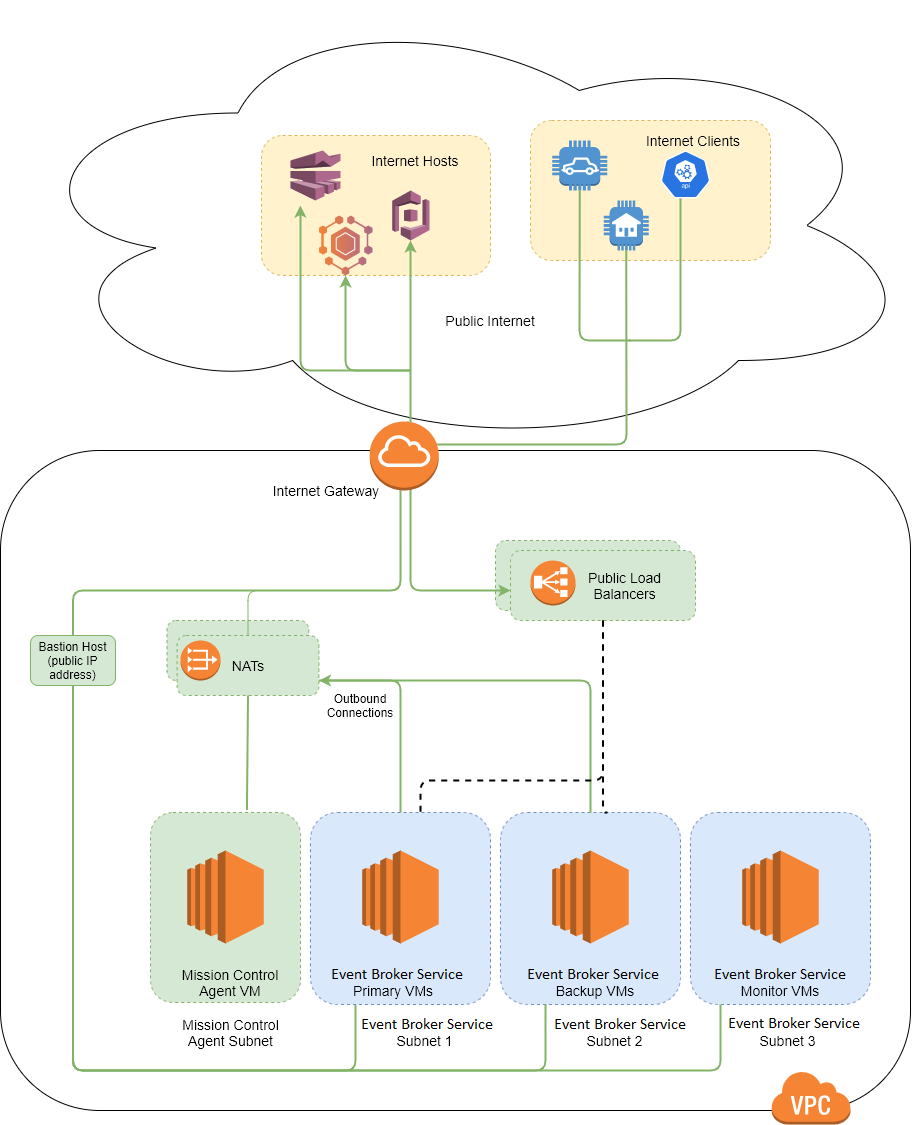 Internet Hosts
Internet Clients
api
Public Internet
Internet Gateway
Public Load
Balancers
Bastion Host
(public IP
address)
NATs
Outbound
Connections
Mission Control
Agent VM
Event Broker Service
Primary VMs
Event Broker Service
Backup VMs
Event Broker Service
Monitor VMs
Mission Control
Agent Subnet
Event Broker Service
Subnet 1
Event Broker Service
Subnet 2
Event Broker Service
Subnet 3
VPC